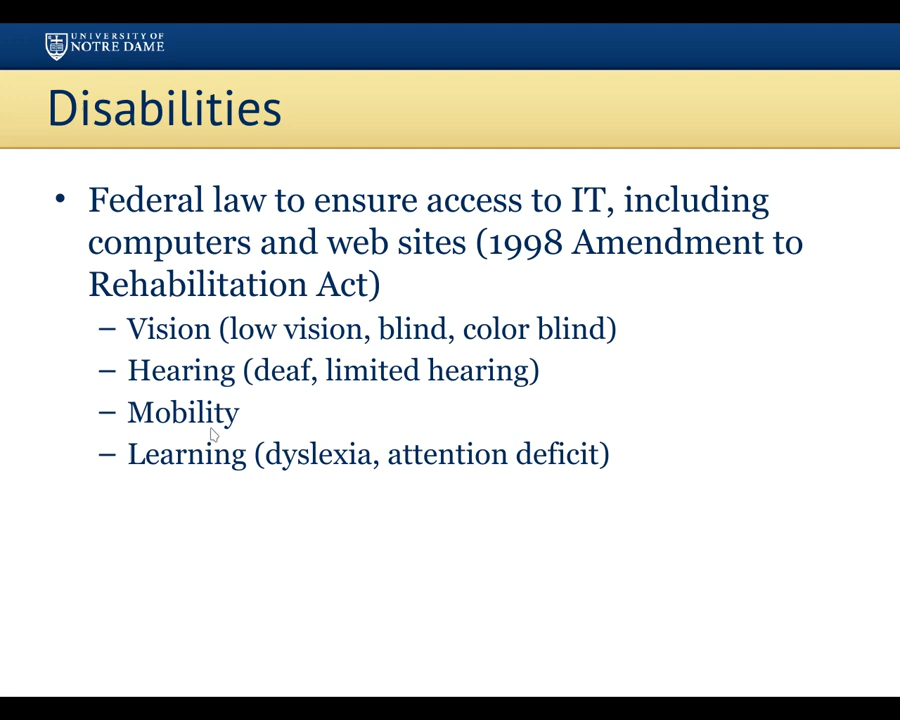 UNIVERSITY OF
NOTRE DAME
Disabilities
• Federal law to ensure access to IT, including
computers and web sites (1998 Amendment to
Rehabilitation Act)
– Vision (low vision, blind, color blind)
– Hearing (deaf, limited hearing)
– Mobility
– Learning (dyslexia, attention deficit)